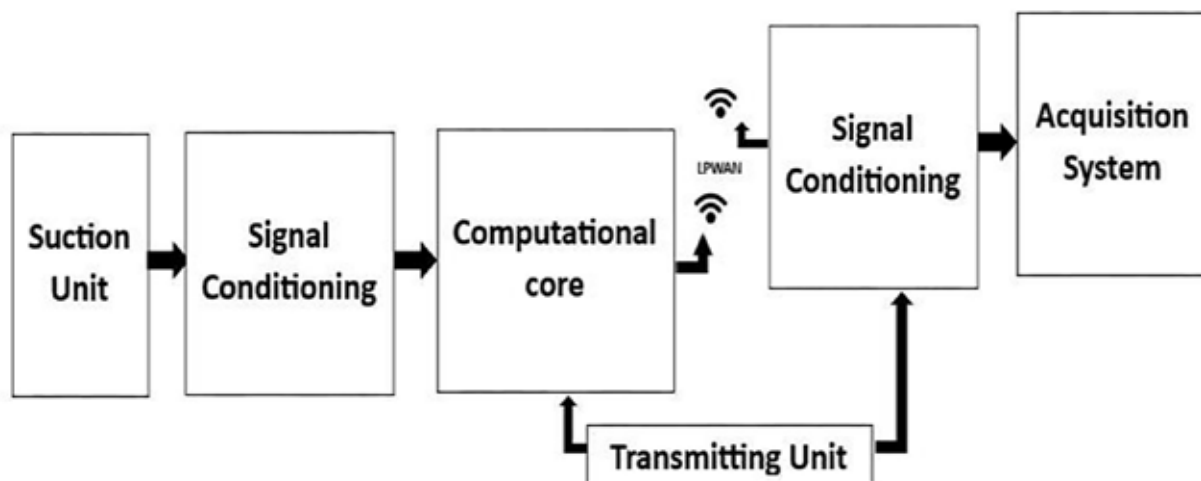 Suction
Unit
Signal
Conditioning
Computational
core
LPWAN
Signal
Conditioning
Acquisition
System
Transmitting Unit